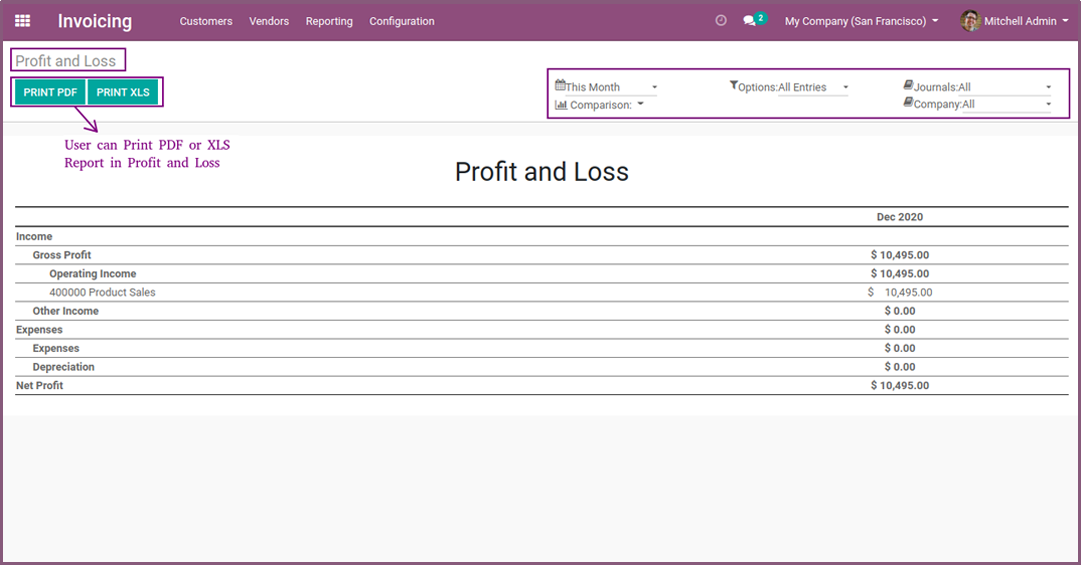 Invoicing Customers Vendors Reporting Configuration 2 My Company (San Francisco) Mitchell Admin
Profit and Loss
PRINT PDF PRINT XLS
This Month Options:All Entries Journals:All
Comparison: Company:All
User can Print PDF or XLS
Report in Profit and Loss
Profit and Loss
Dec 2020
Income
Gross Profit $ 10,495.00
Operating Income $ 10,495.00
400000 Product Sales $ 10,495.00
Other Income $ 0.00
Expenses $ 0.00
Expenses $ 0.00
Depreciation $ 0.00
Net Profit $ 10,495.00